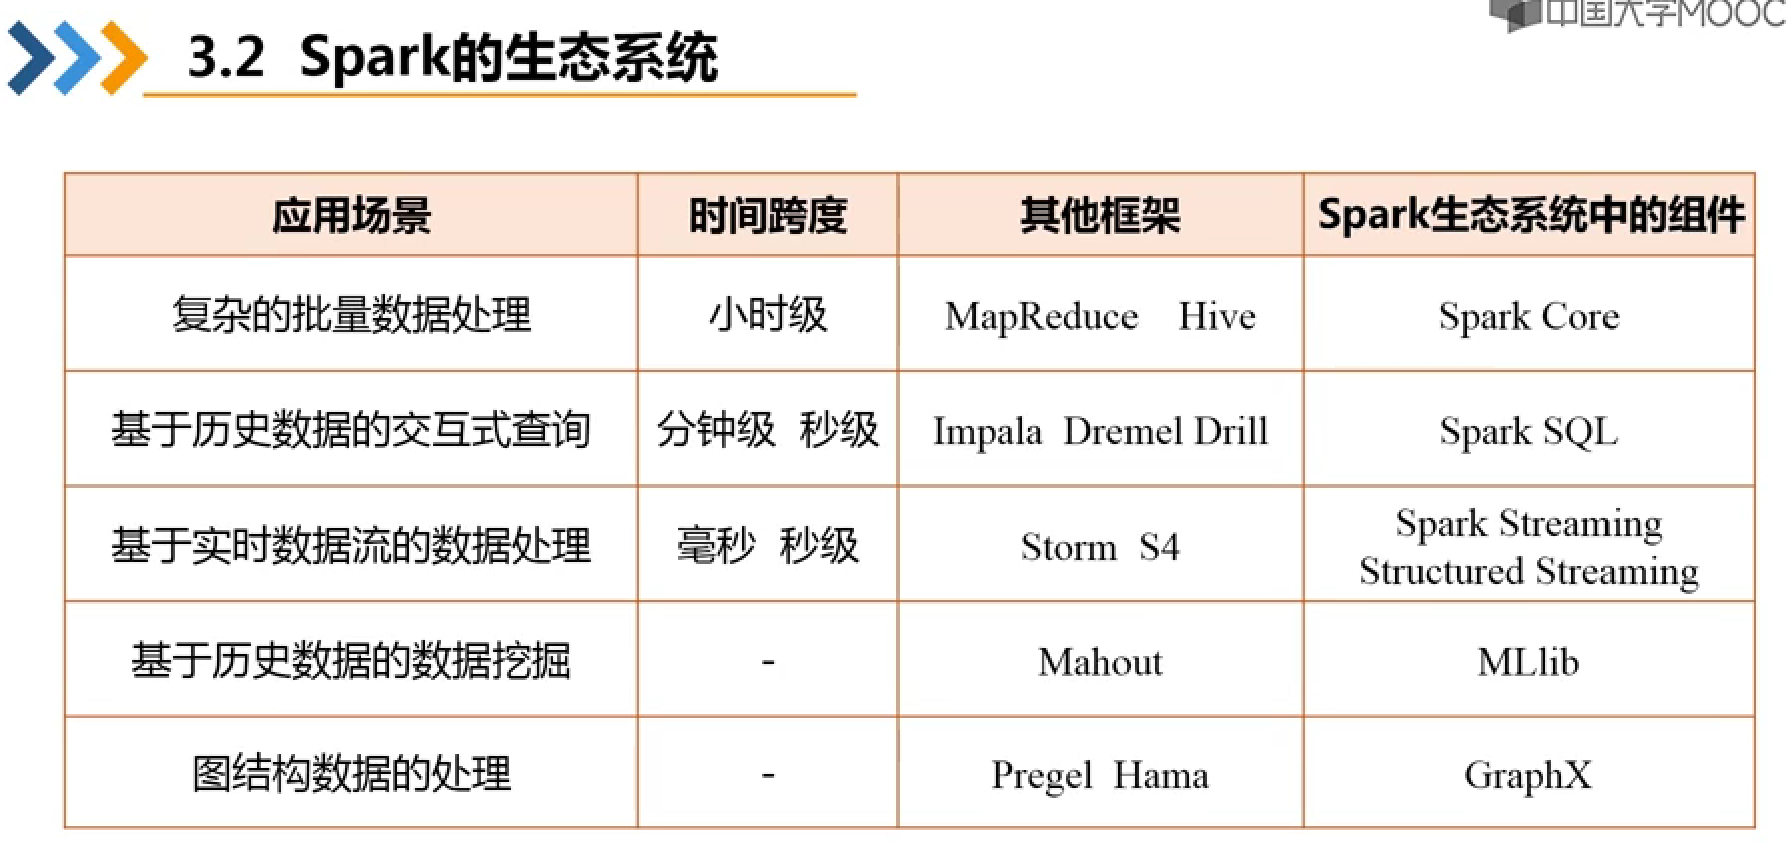 中国大学MOOC
3.2 Spark的生态系统
应用场景 时间跨度 其他框架 Spark生态系统中的组件
复杂的批量数据处理 小时级 MapReduce Hive Spark Core
基于历史数据的交互式查询 分钟级 秒级 Impala Dremel Drill Spark SQL
基于实时数据流的数据处理 毫秒 秒级 Storm S4 Spark Streaming
Structured Streaming
基于历史数据的数据挖掘 - Mahout MLlib
图结构数据的处理 - Pregel Hama GraphX